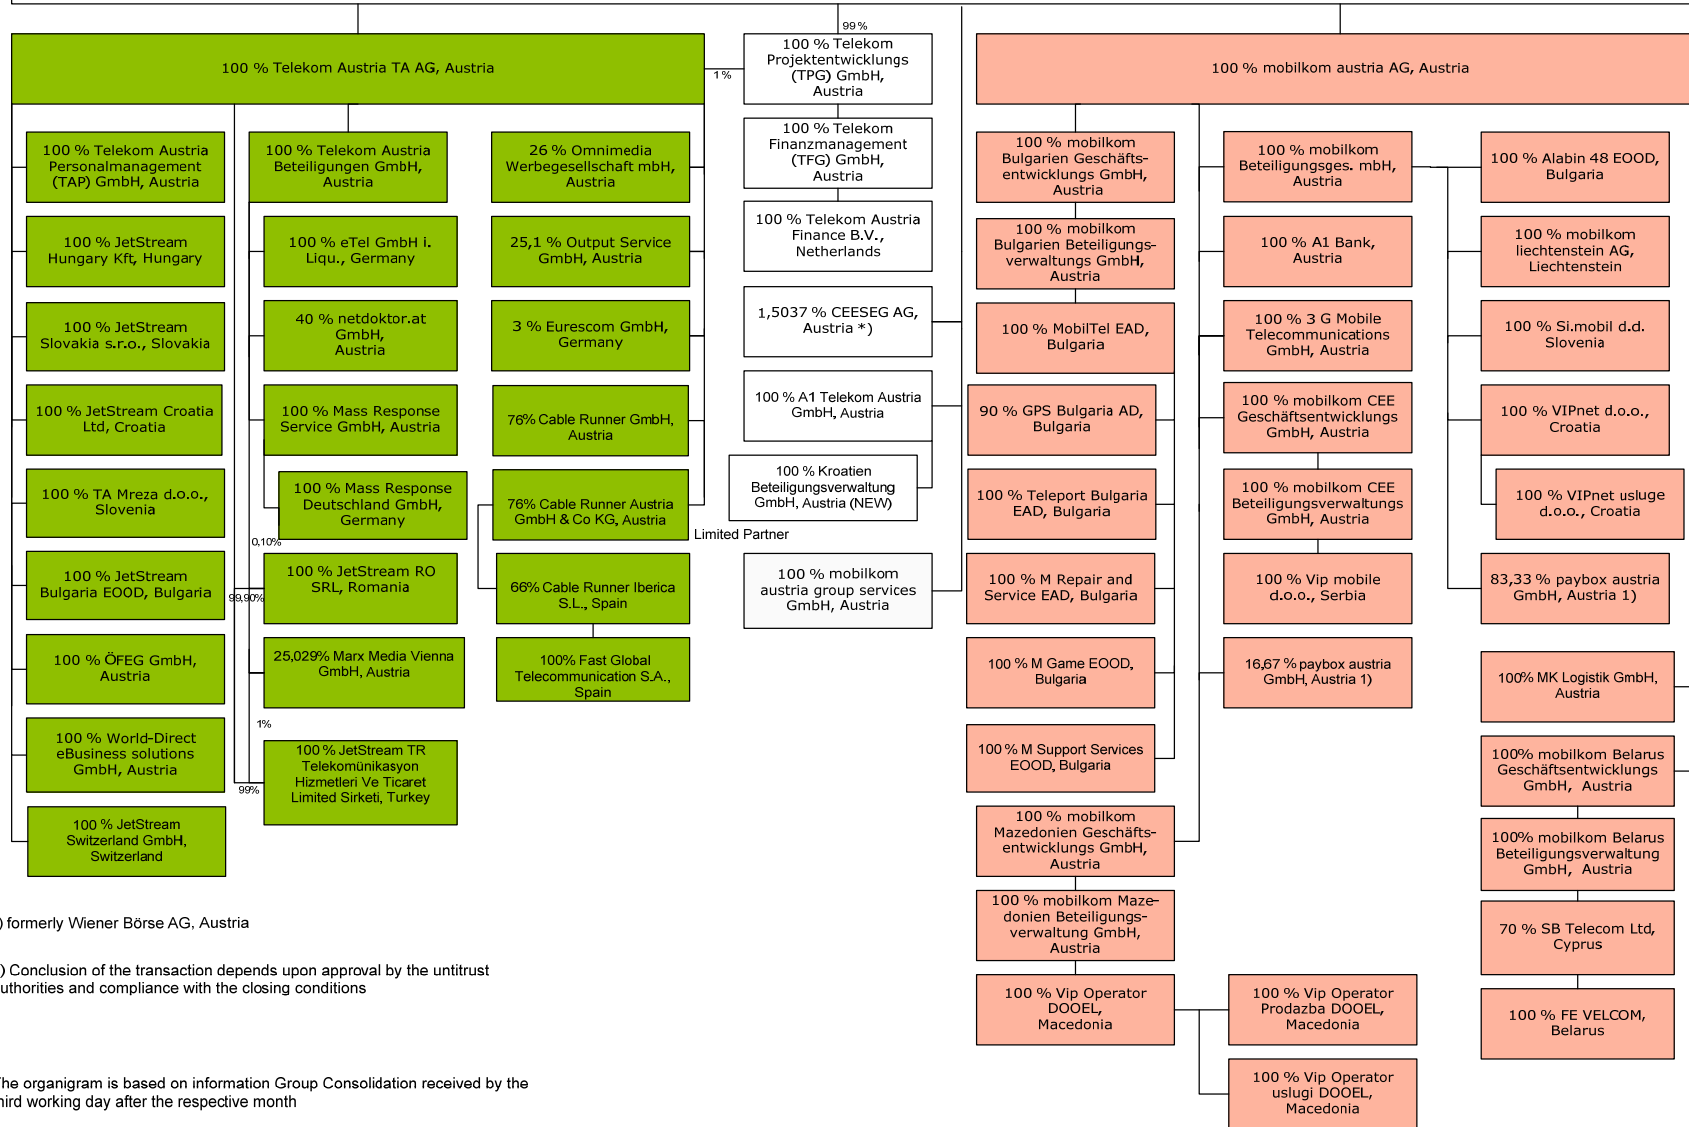 99%
100 % Telekom Austria TA AG, Austria
1%
100 % Telekom
Projektentwicklungs
(TPG) GmbH,
Austria
100 % mobilkom austria AG, Austria
100 % Telekom Austria
Personalmanagement
(TAP) GmbH, Austria
100 % JetStream
Hungary Kft, Hungary
100 % JetStream
Slovakia s.r.o., Slovakia
100 % JetStream Croatia
Ltd, Croatia
100 % TA Mreza d.o.o.,
Slovenia
100 % JetStream
Bulgaria EOOD, Bulgaria
100 % ÖFEG GmbH,
Austria
100 % World-Direct
eBusiness solutions
GmbH, Austria
100 % JetStream
Switzerland GmbH,
Switzerland
100 % Telekom Austria
Beteiligungen GmbH,
Austria
100 % eTel GmbH i.
Liqu., Germany
40 % netdoktor.at
GmbH,
Austria
100 % Mass Response
Service GmbH, Austria
100 % Mass Response
Deutschland GmbH,
Germany
0,10%
100 % JetStream RO
SRL, Romania
99,90%
25,029% Marx Media Vienna
GmbH, Austria
1%
100 % JetStream TR
Telekomünikasyon
Hizmetleri Ve Ticaret
Limited Sirketi, Turkey
99%
26 % Omnimedia
Werbegesellschaft mbH,
Austria
25,1 % Output Service
GmbH, Austria
3 % Eurescom GmbH,
Germany
76% Cable Runner GmbH,
Austria
76% Cable Runner Austria
GmbH & Co KG, Austria
Limited Partner
66% Cable Runner Iberica
S.L., Spain
100% Fast Global
Telecommunication S.A.,
Spain
100 % Telekom
Finanzmanagement
(TFG) GmbH,
Austria
100 % Telekom Austria
Finance B.V.,
Netherlands
1,5037 % CEESEG AG,
Austria *)
100 % A1 Telekom Austria
GmbH, Austria
100 % Kroatien
Beteiligungsverwaltung
GmbH, Austria (NEW)
100 % mobilkom
austria group services
GmbH, Austria
100 % mobilkom
Bulgarien Geschäfts-
entwicklungs GmbH,
Austria
100 % mobilkom
Bulgarien Beteiligungs-
verwaltungs GmbH,
Austria
100 % MobilTel EAD,
Bulgaria
90 % GPS Bulgaria AD,
Bulgaria
100 % Teleport Bulgaria
EAD, Bulgaria
100 % M Repair and
Service EAD, Bulgaria
100 % M Game EOOD,
Bulgaria
100 % M Support Services
EOOD, Bulgaria
100 % mobilkom
Mazedonien Geschäfts-
entwicklungs GmbH,
Austria
100 % mobilkom Maze-
donien Beteiligungs-
verwaltung GmbH,
Austria
100 % Vip Operator
DOOEL,
Macedonia
100 % mobilkom
Beteiligungsges. mbH,
Austria
100 % A1 Bank,
Austria
100 % 3 G Mobile
Telecommunications
GmbH, Austria
100 % mobilkom CEE
Geschäftsentwicklungs
GmbH, Austria
100 % mobilkom CEE
Beteiligungsverwaltungs
GmbH, Austria
100 % Vip mobile
d.o.o., Serbia
16,67 % paybox austria
GmbH, Austria 1)
100 % Vip Operator
Prodazba DOOEL,
Macedonia
100 % Vip Operator
uslugi DOOEL,
Macedonia
100 % Alabin 48 EOOD,
Bulgaria
100 % mobilkom
liechtenstein AG,
Liechtenstein
100 % Si.mobil d.d.
Slovenia
100 % VIPnet d.o.o.,
Croatia
100 % VIPnet usluge
d.o.o., Croatia
83,33 % paybox austria
GmbH, Austria 1)
100% MK Logistik GmbH,
Austria
100% mobilkom Belarus
Geschäftsentwicklungs
GmbH, Austria
100% mobilkom Belarus
Beteiligungsverwaltung
GmbH, Austria
70 % SB Telecom Ltd,
Cyprus
100 % FE VELCOM,
Belarus
) formerly Wiener Börse AG, Austria
) Conclusion of the transaction depends upon approval by the untitrust
uthorities and compliance with the closing conditions
he organigram is based on information Group Consolidation received by the
hird working day after the respective month